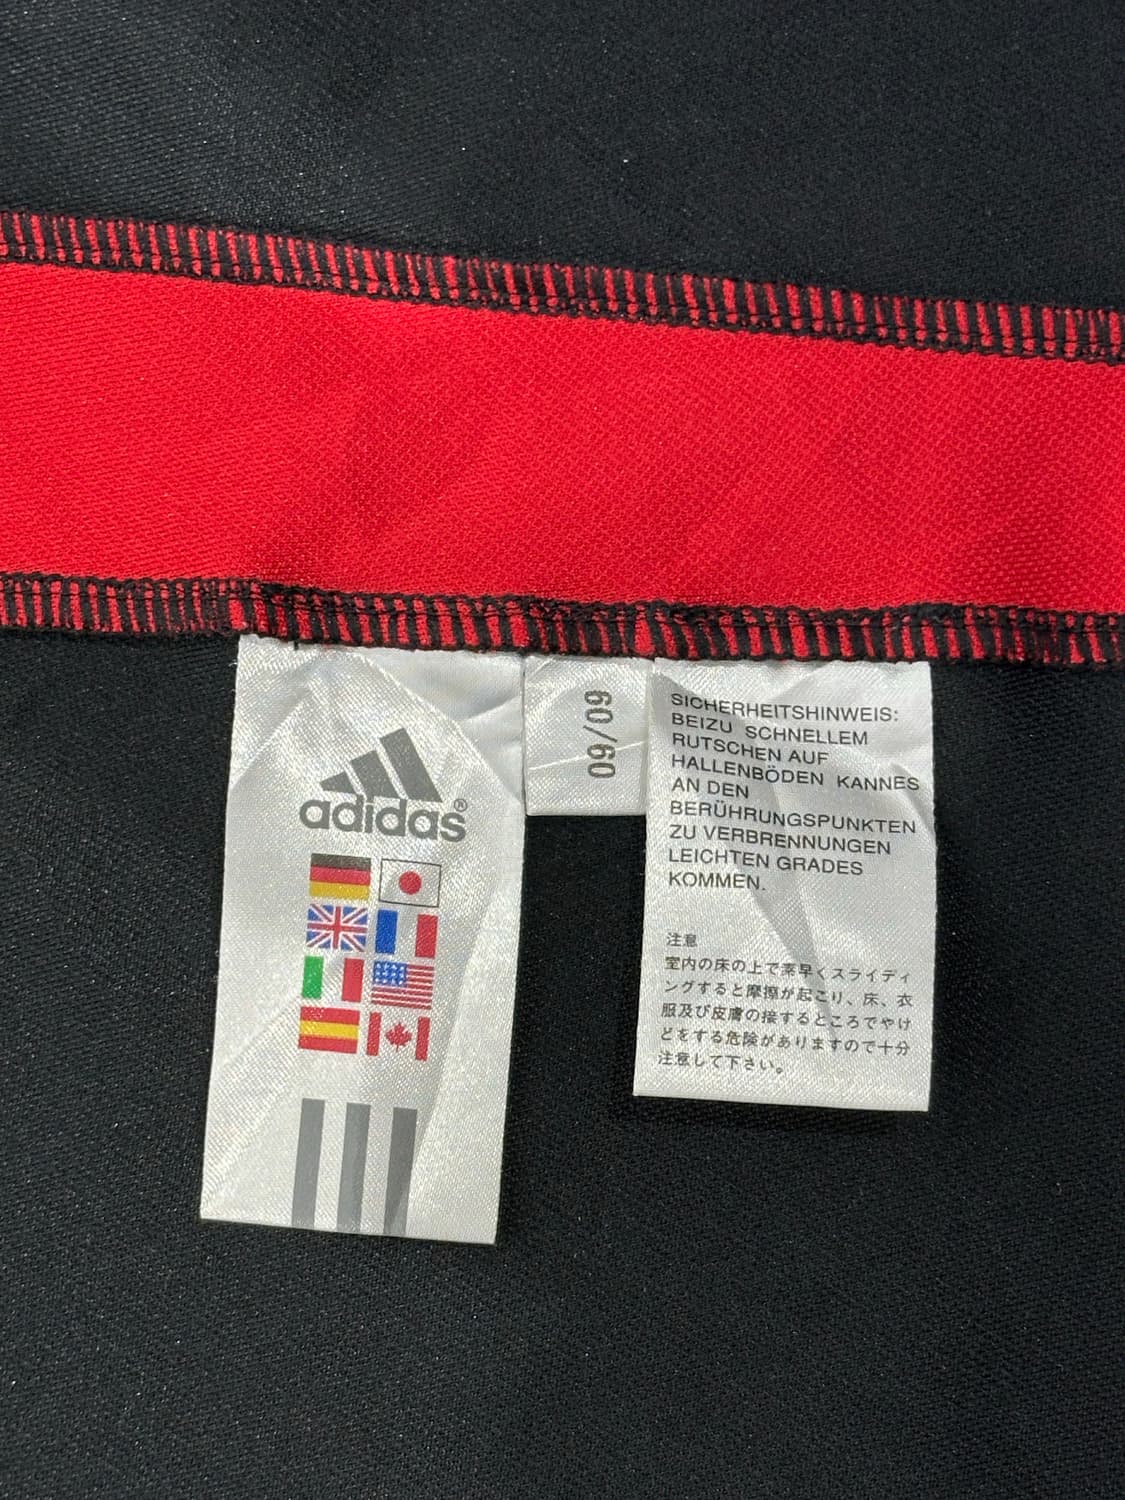 adidas®
60/60
SICHERHEITSHINWEIS:
BEIZU SCHNELLEM
RUTSCHEN AUF
HALLENBÖDEN KANNES
AN DEN
BERÜHRUNGSPUNKTEN
ZU VERBRENNUNGEN
LEICHTEN GRADES
KOMMEN.
注意
室内の床の上で素早くスライディ
ングすると摩擦が起こり、床、衣
服及び皮膚の接するところでやけ
どをする危険がありますので十分
注意して下さい。